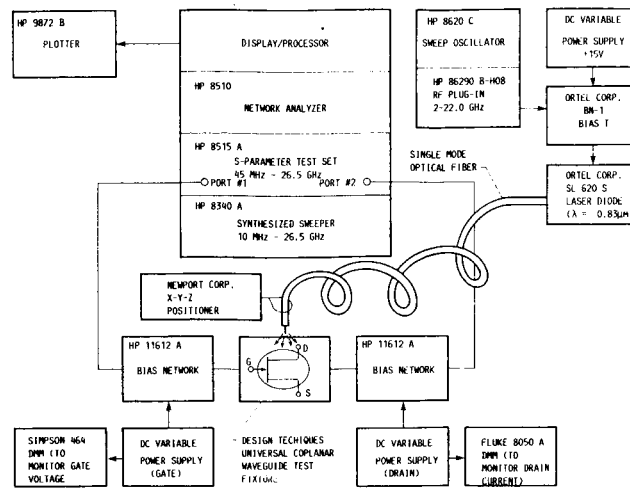 HP 9872 B
PLOTTER
DISPLAY/PROCESSOR
HP 8510
NETWORK ANALYZER
HP 8515 A
S-PARAMETER TEST SET
45 MHz - 26.5 GHz
PORT #1
PORT #2
HP 8340 A
SYNTHESIZED SWEEPER
10 MHz - 26.5 GHz
HP 8620 C
SWEEP OSCILLATOR
HP 86290 B-H08
RF PLUG-IN
2-22.0 GHz
DC VARIABLE
POWER SUPPLY
+15V
ORTEL CORP.
BN-1
BIAS T
SINGLE MODE
OPTICAL FIBER
ORTEL CORP.
SL 620 S
LASER DIODE
(λ = 0.83μm
NEWPORT CORP.
X-Y-Z
POSITIONER
HP 11612 A
BIAS NETWORK
D
G
S
HP 11612 A
BIAS NETWORK
SIMPSON 464
DMM (TO
MONITOR GATE
VOLTAGE
DC VARIABLE
POWER SUPPLY
(GATE)
DESIGN TECHIQUES
UNIVERSAL COPLANAR
WAVEGUIDE TEST
FIXTURE
DC VARIABLE
POWER SUPPLY
(DRAIN)
FLUKE 8050 A
DMM (TO
MONITOR DRAIN
CURRENT)